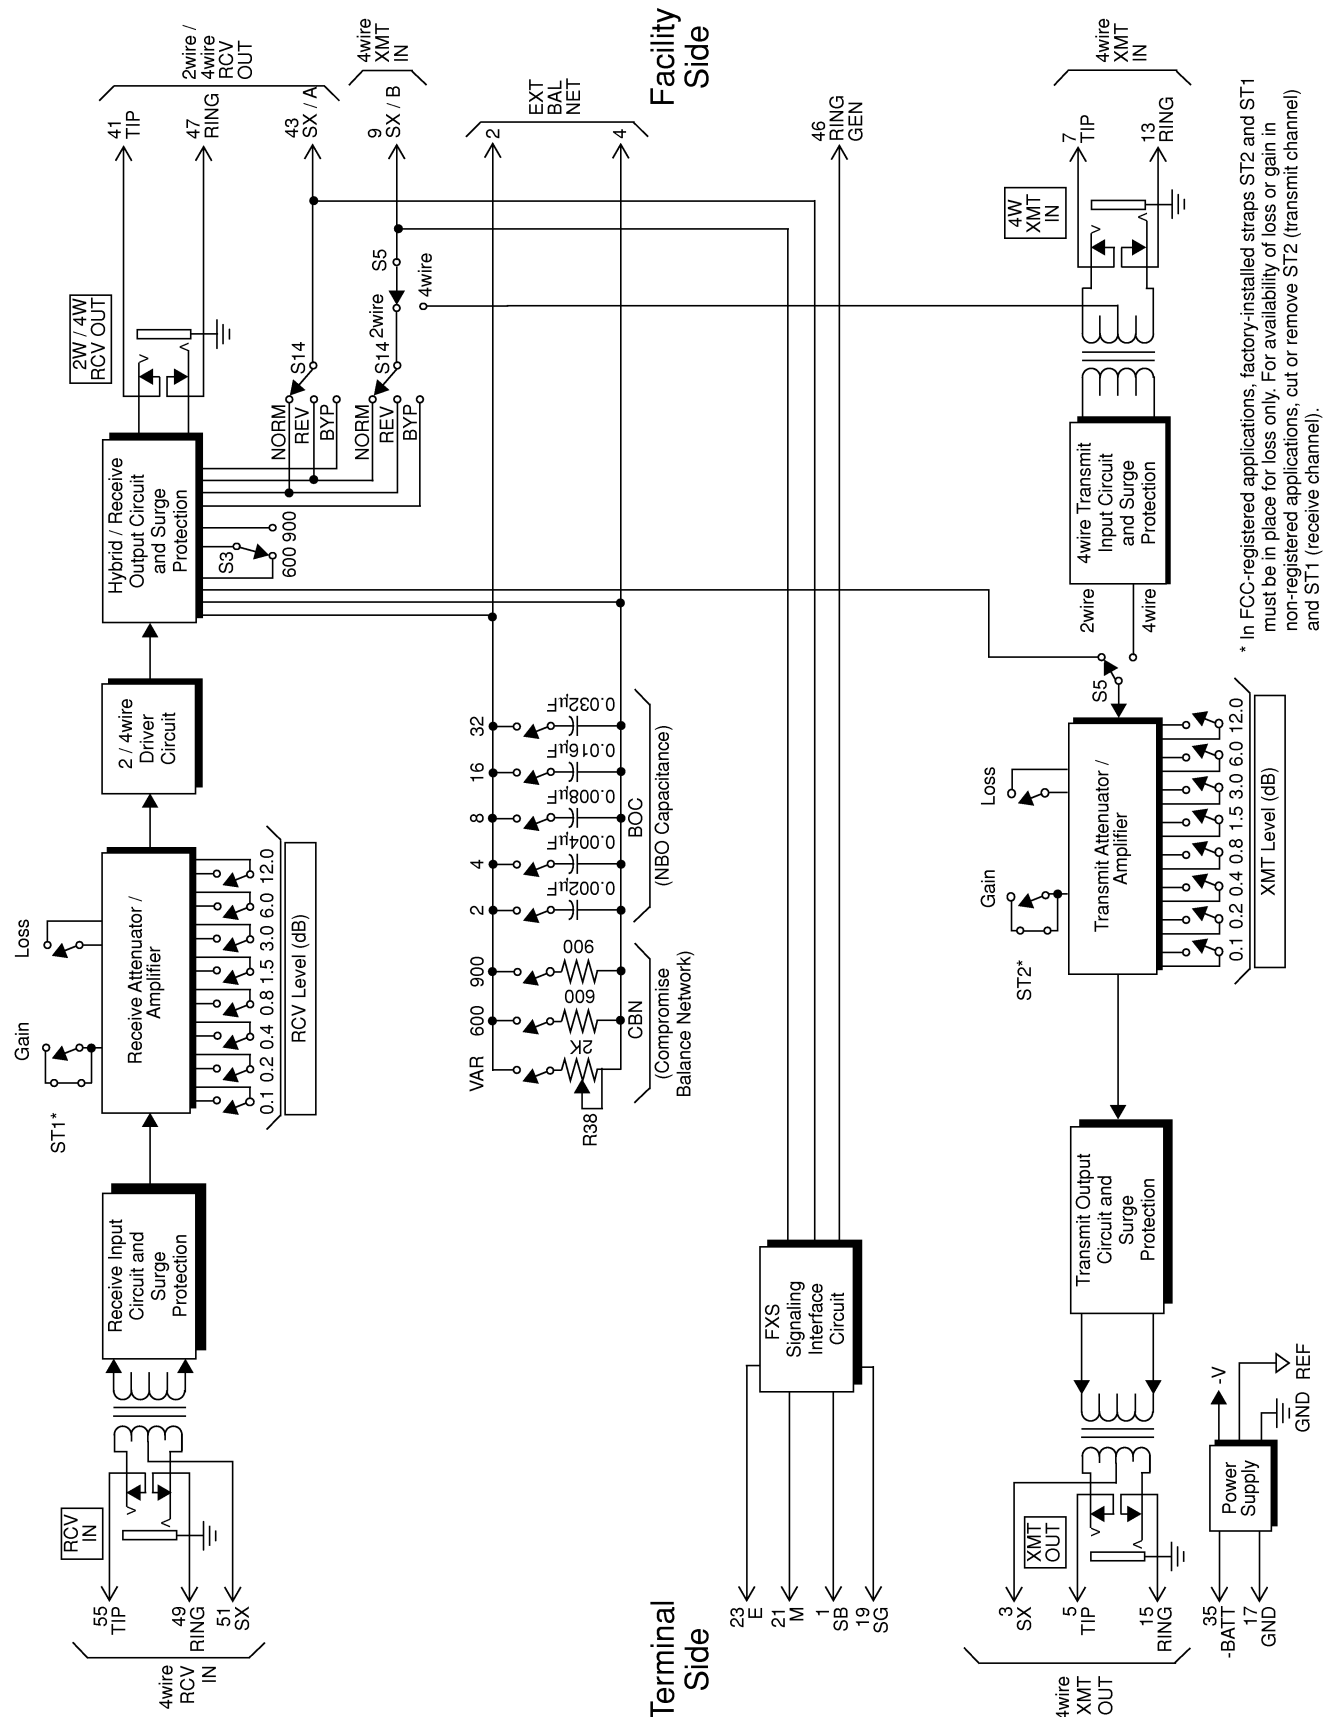 Terminal
Side
Facility
Side
4wire
RCV
IN
55
TIP
49
RING
51
SX
RCV
IN
Receive Input
Circuit and
Surge
Protection
ST1*
Gain
Loss
Receive Attenuator /
Amplifier
0.1 0.2 0.4 0.8 1.5 3.0 6.0 12.0
RCV Level (dB)
2 / 4wire
Driver
Circuit
Hybrid / Receive
Output Circuit
and Surge
Protection
2W / 4W
RCV OUT
41
TIP
47
RING
2wire /
4wire
RCV
OUT
43
SX / A
9
SX / B
4wire
XMT
IN
S3
600 900
NORM
REV
BYP
S14
NORM
REV
BYP
S14
2wire
S5
4wire
EXT
BAL
NET
2
4
VAR
600
900
2
4
8
16
32
R38
2K
600
900
0.002µF
0.004µF
0.008µF
0.016µF
0.032µF
CBN
(Compromise
Balance Network)
BOC
(NBO Capacitance)
23
E
21
M
1
SB
19
SG
FXS
Signaling
Interface
Circuit
46
RING
GEN
4wire
XMT
OUT
3
SX
5
TIP
15
RING
XMT
OUT
Transmit Output
Circuit and
Surge
Protection
ST2*
Gain
Loss
Transmit Attenuator /
Amplifier
0.1 0.2 0.4 0.8 1.5 3.0 6.0 12.0
XMT Level (dB)
S5
2wire
4wire
4wire Transmit
Input Circuit
and Surge
Protection
4W
XMT
IN
7
TIP
13
RING
4wire
XMT
IN
35
-BATT
17
GND
Power
Supply
-V
GND
REF
* In FCC-registered applications, factory-installed straps ST2 and ST1
must be in place for loss only. For availability of loss or gain in
non-registered applications, cut or remove ST2 (transmit channel)
and ST1 (receive channel).